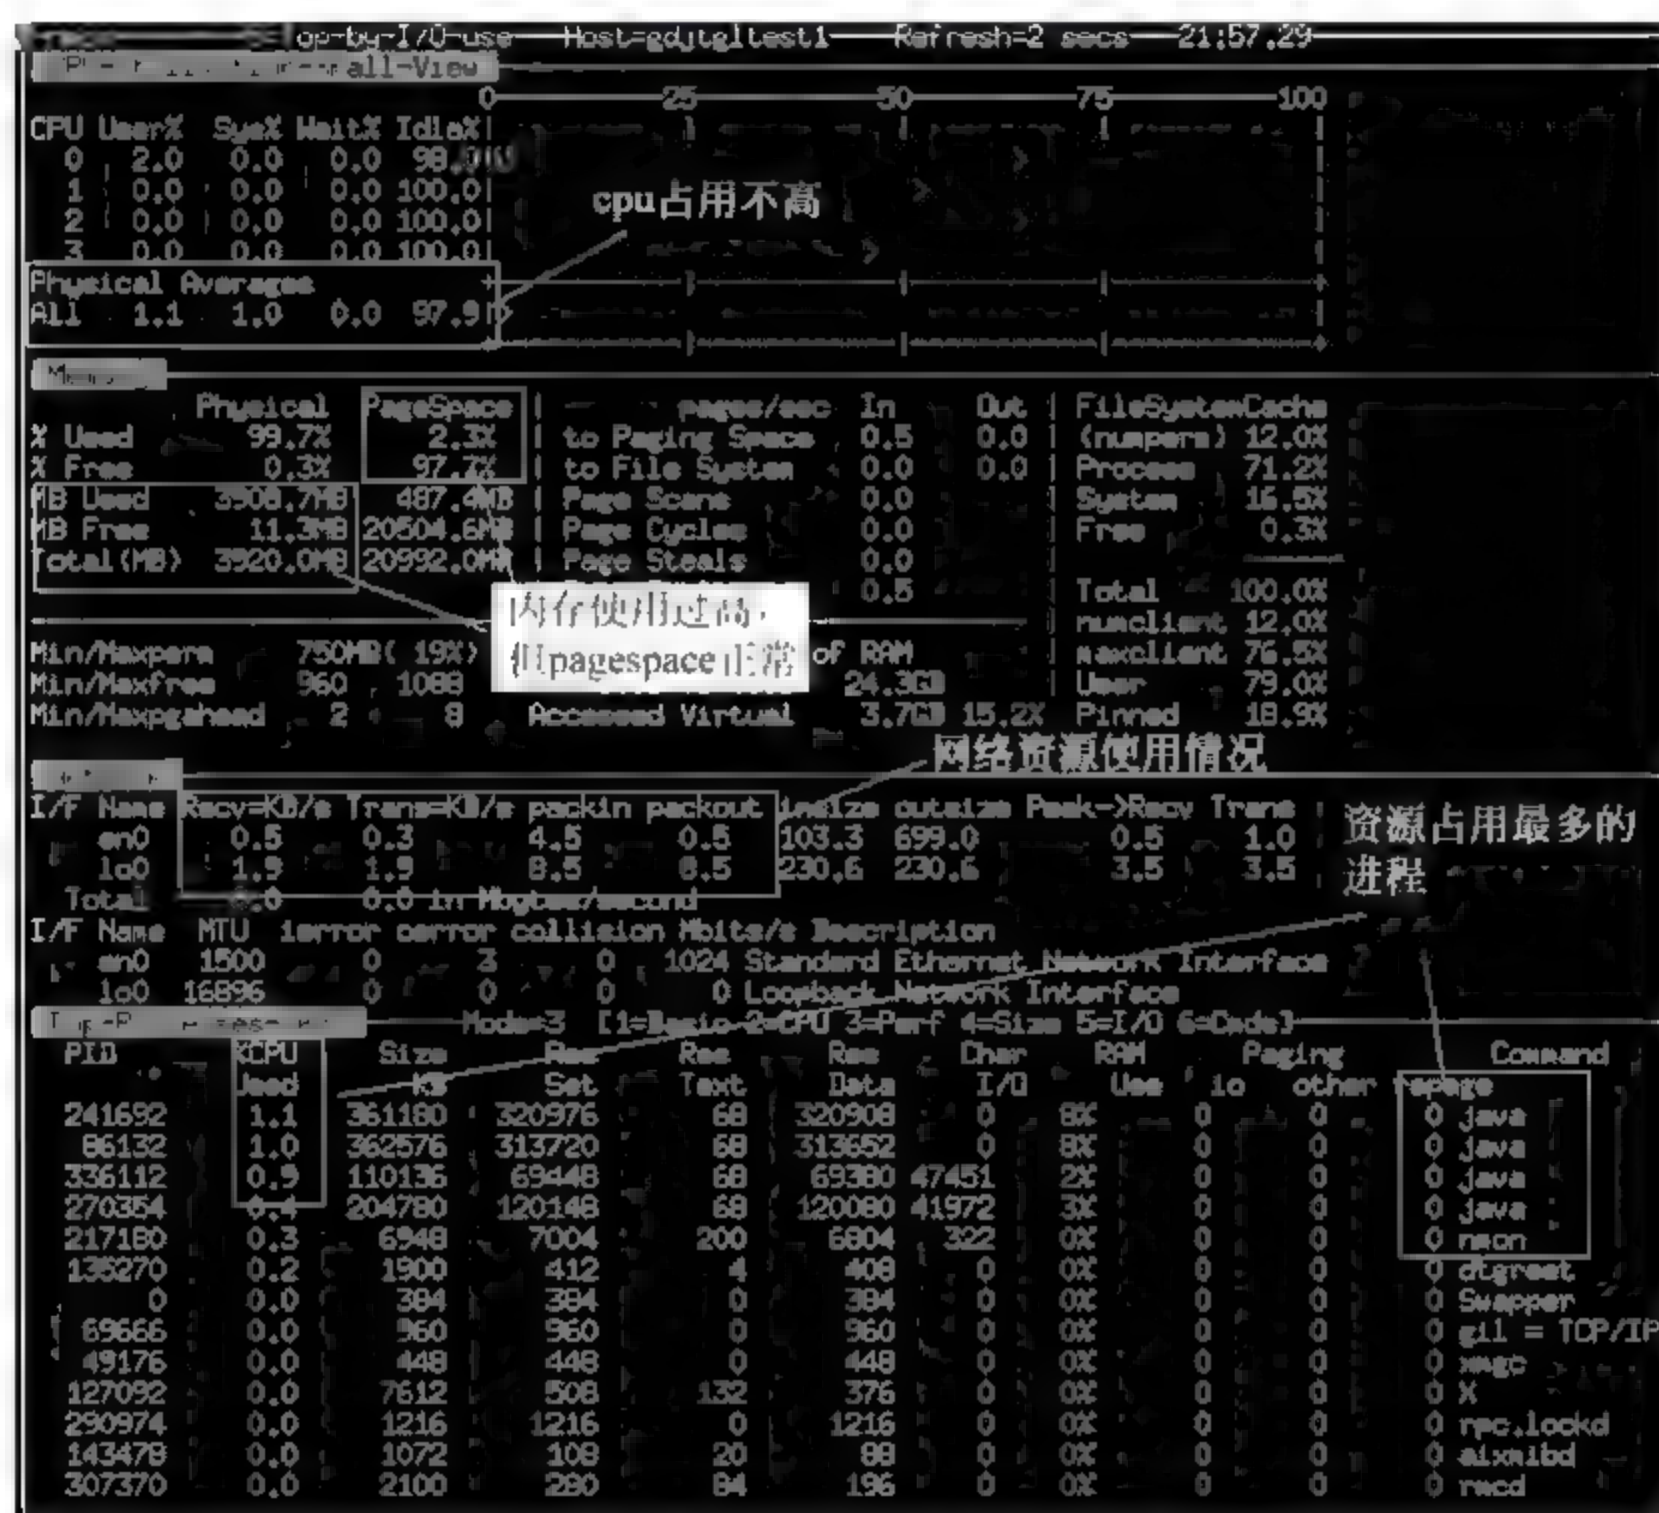 op-by-I/O-use Host=gdjtgltest1 Refresh=2 secs 21:57.29
all-View
0 25 50 75 100
CPU User% Sys% Wait% Idle%
0 2.0 0.0 0.0 98.0
1 0.0 0.0 0.0 100.0
2 0.0 0.0 0.0 100.0
3 0.0 0.0 0.0 100.0
cpu占用不高
Physical Averages
All 1.1 1.0 0.0 97.9
Memory
Physical PageSpace | pages/sec In Out | FileSystemCache
% Used 99.7% 2.3% | to Paging Space 0.5 0.0 | (numperm) 12.0%
% Free 0.3% 97.7% | to File System 0.0 0.0 | Process 71.2%
MB Used 3908.7MB 487.4MB | Page Scans 0.0 | System 16.5%
MB Free 11.3MB 20504.6MB | Page Cycles 0.0 | Free 0.3%
Total(MB) 3920.0MB 20992.0MB | Page Steals 0.0
0.5 | Total 100.0%
numclient 12.0%
内存使用过高,
但pagespace正常
Min/Maxperm 750MB( 19%) of RAM maxclient 76.5%
Min/Maxfree 960 1088 24.3GB User 79.0%
Min/Maxpgahead 2 8 Accessed Virtual 3.7GB 15.2% Pinned 18.9%
网络资源使用情况
I/F Name Recv=KB/s Trans=KB/s packin packout insize outsize Peak->Recv Trans
en0 0.5 0.3 4.5 0.5 103.3 699.0 0.5 1.0
lo0 1.9 1.9 8.5 8.5 230.6 230.6 3.5 3.5
资源占用最多的
进程
Total 0.0 0.0 in Mbytes/second
I/F Name MTU ierror oerror collision Mbits/s Description
en0 1500 0 3 0 1024 Standard Ethernet Network Interface
lo0 16896 0 0 0 0 Loopback Network Interface
Mode=3 [1=Basic 2=CPU 3=Perf 4=Size 5=I/O 6=Cmds]
PID %CPU Size Res Res Res Char RAM Paging Command
Used KB Set Text Data I/O Use io other repage
241692 1.1 361180 320976 68 320908 0 8% 0 0 0 java
86132 1.0 362576 313720 68 313652 0 8% 0 0 0 java
336112 0.9 110136 69448 68 69380 47451 2% 0 0 0 java
270354 0.4 204780 120148 68 120080 41972 3% 0 0 0 java
217180 0.3 6948 7004 200 6804 322 0% 0 0 0 nmon
135270 0.2 1900 412 4 408 0 0% 0 0 0 dtgreet
0 0.0 384 384 0 384 0 0% 0 0 0 Swapper
69666 0.0 960 960 0 960 0 0% 0 0 0 gil = TCP/IP
49176 0.0 448 448 0 448 0 0% 0 0 0 xmgc
127092 0.0 7612 508 132 376 0 0% 0 0 0 X
290974 0.0 1216 1216 0 1216 0 0% 0 0 0 rpc.lockd
143478 0.0 1072 108 20 88 0 0% 0 0 0 aixmibd
307370 0.0 2100 280 84 196 0 0% 0 0 0 rmcd